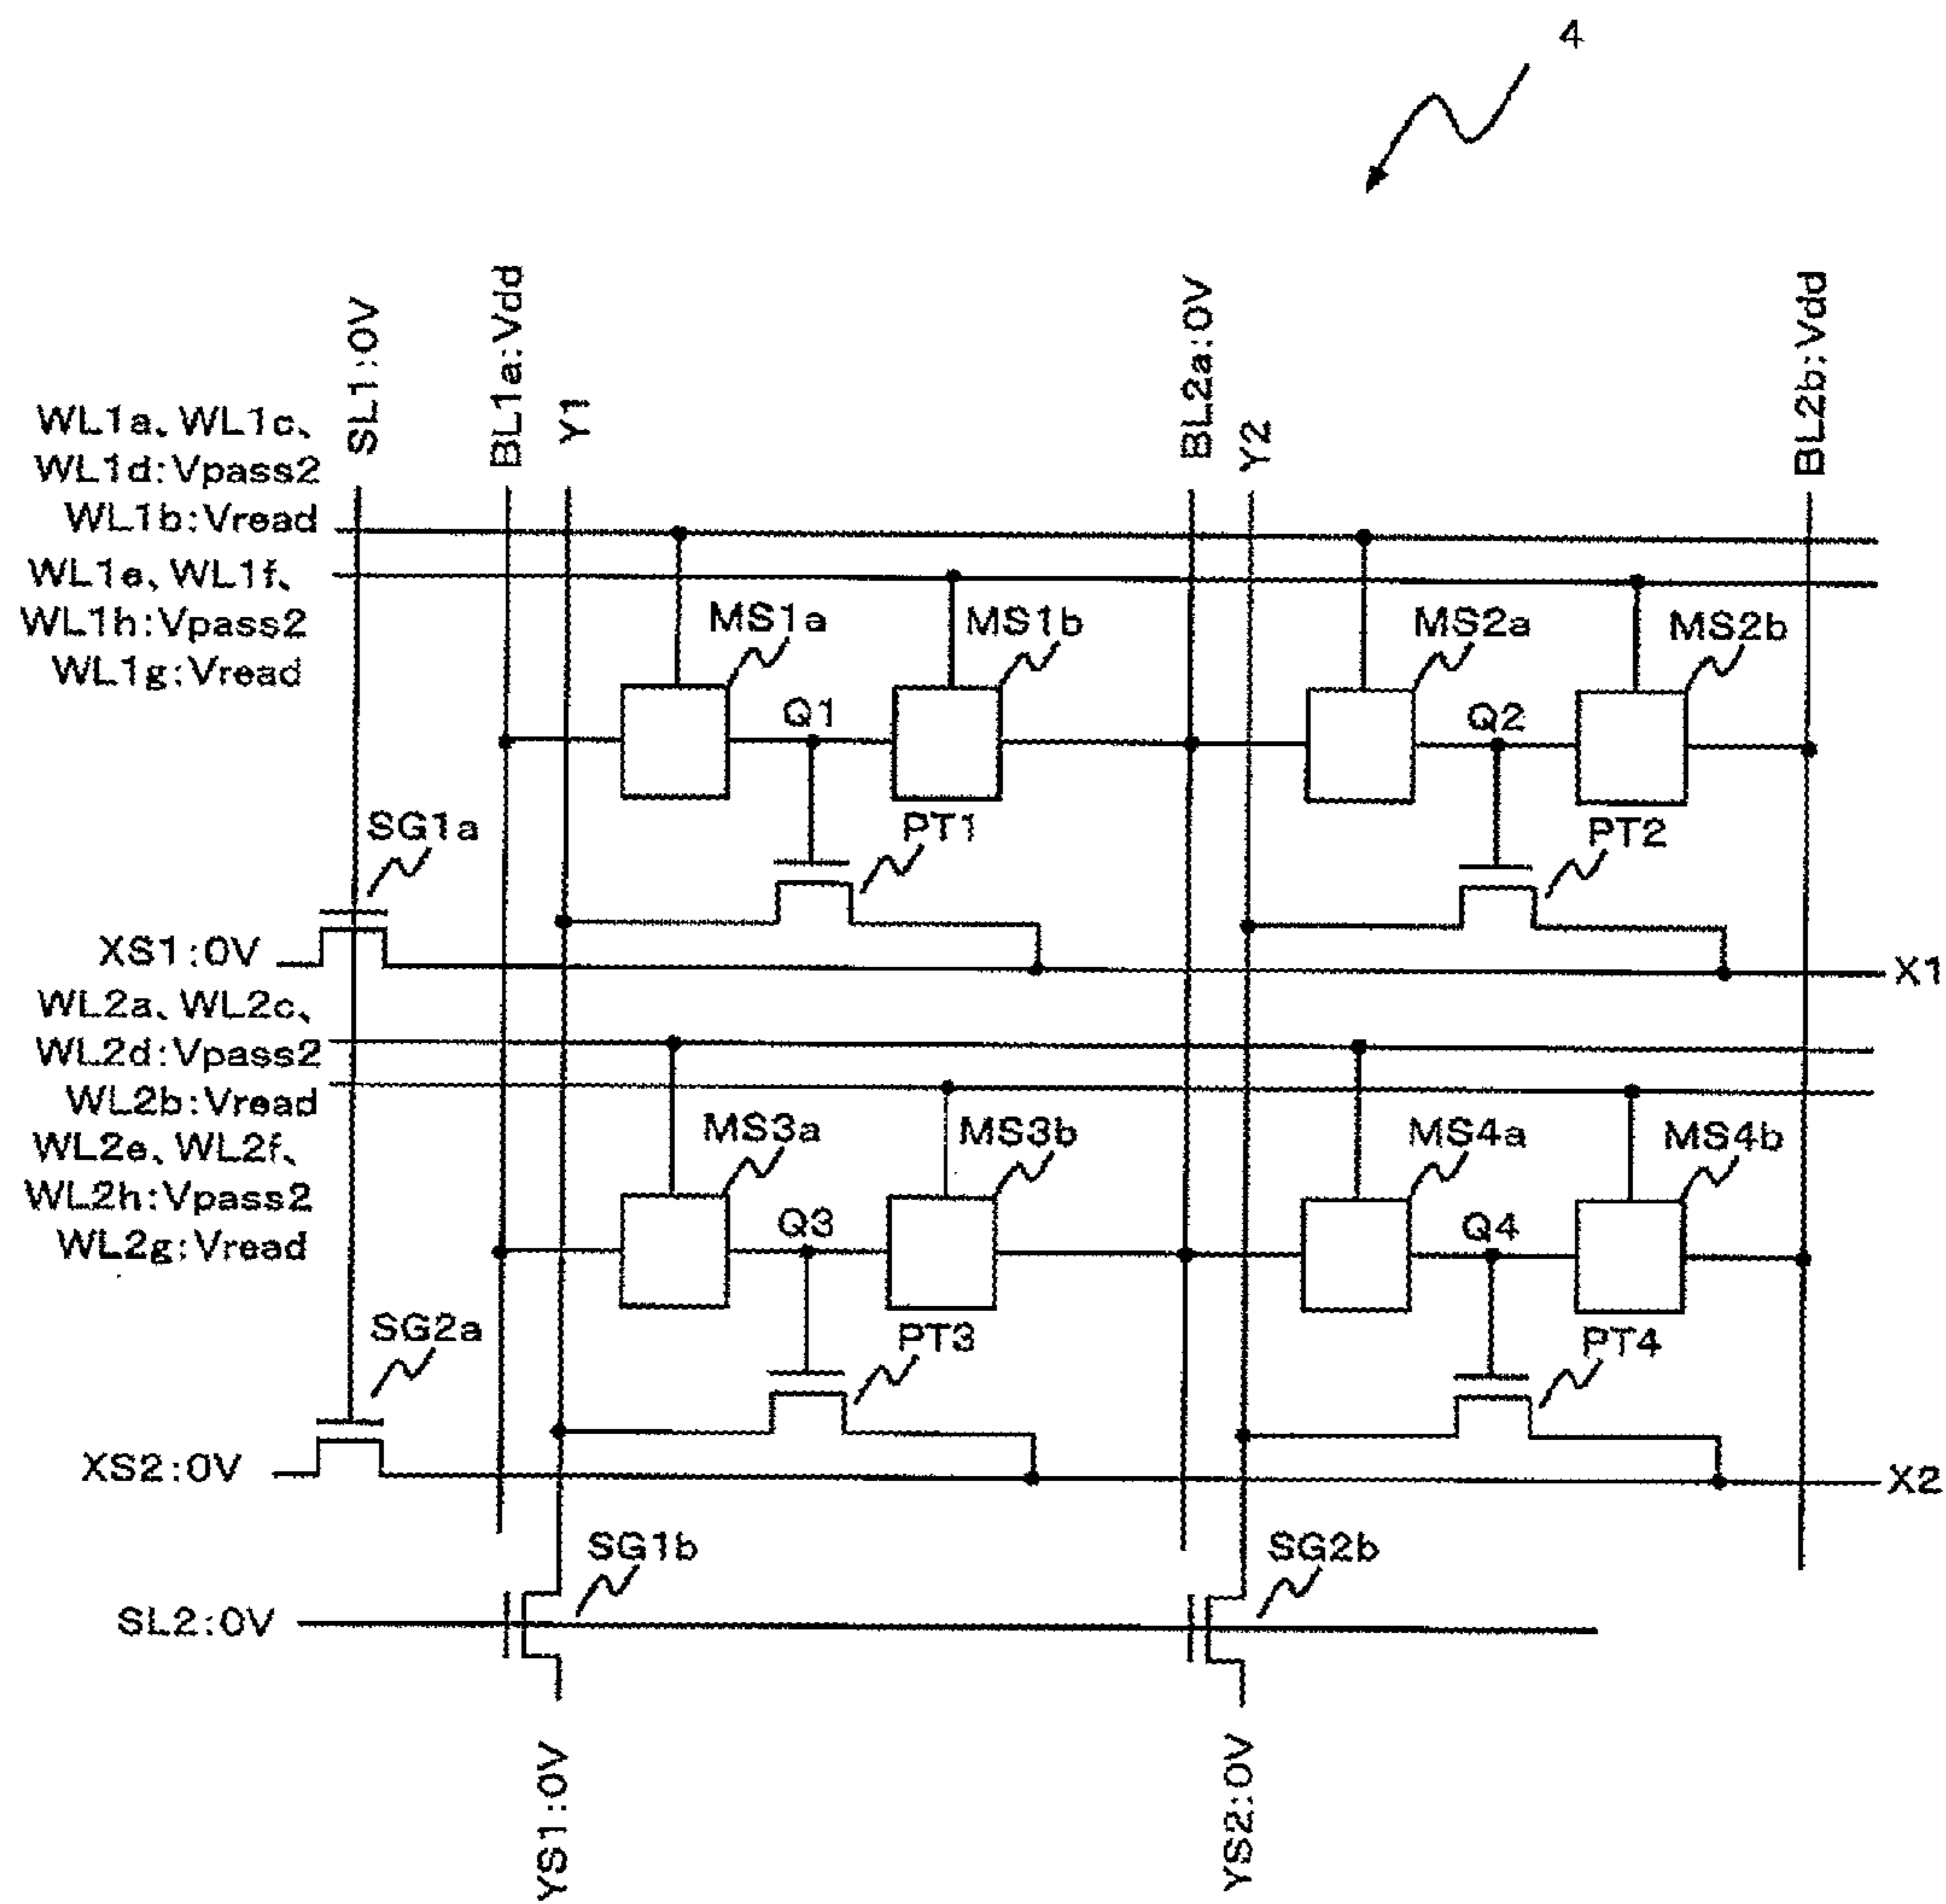 4
SL1:0V
BL1a:Vdd
Y1
BL2a:0V
Y2
BL2b:Vdd
WL1a、WL1c、
WL1d:Vpass2
WL1b:Vread
WL1e、WL1f、
WL1h:Vpass2
WL1g:Vread
MS1a
MS1b
MS2a
MS2b
Q1
Q2
SG1a
PT1
PT2
XS1:0V
X1
WL2a、WL2c、
WL2d:Vpass2
WL2b:Vread
WL2e、WL2f、
WL2h:Vpass2
WL2g:Vread
MS3a
MS3b
MS4a
MS4b
Q3
Q4
SG2a
PT3
PT4
XS2:0V
X2
SG1b
SG2b
SL2:0V
YS1:0V
YS2:0V